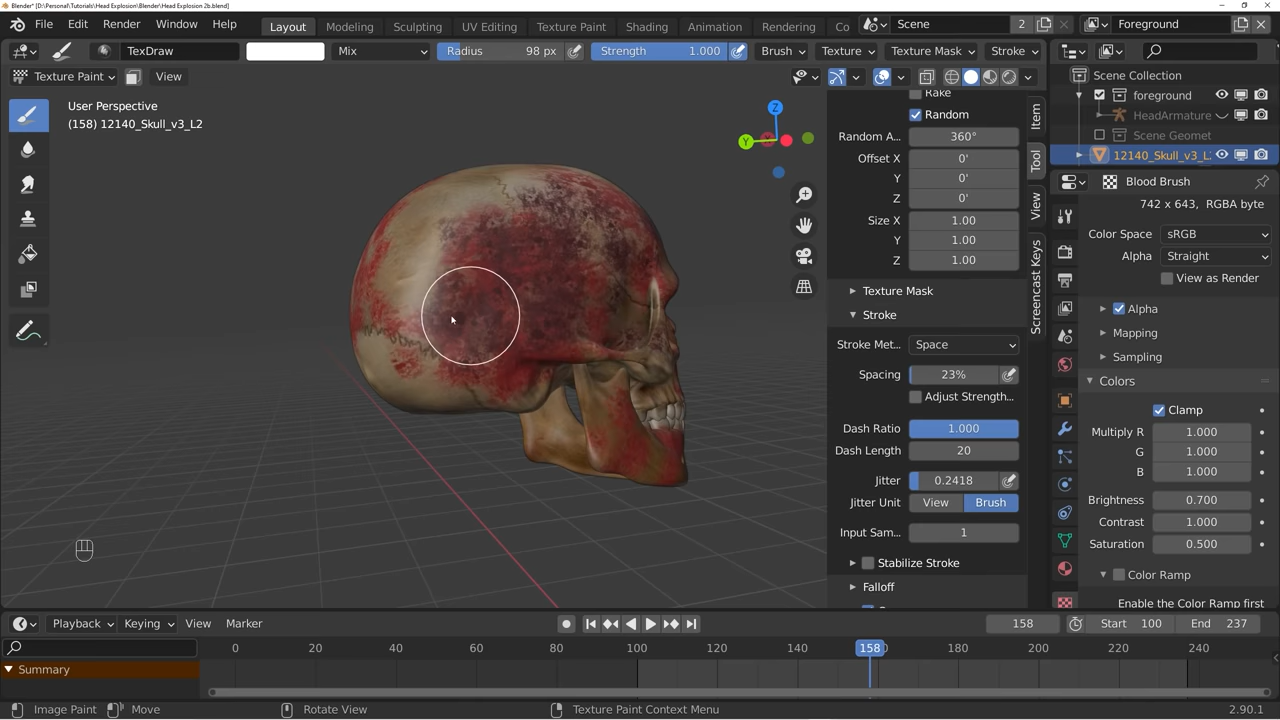 Blender* [D:\Personal\Tutorials\Head Explosion\Blender\Head Explosion 2b.blend]
File Edit Render Window Help Layout Modeling Sculpting UV Editing Texture Paint Shading Animation Rendering Co Scene 2 Foreground
TexDraw Mix Radius 98 px Strength 1.000 Brush Texture Texture Mask Stroke
Texture Paint View
User Perspective
(158) 12140_Skull_v3_L2
Z
Y
Rake
Random
Random A... 360°
Offset X 0'
Y 0'
Z 0'
Size X 1.00
Y 1.00
Z 1.00
Texture Mask
Stroke
Stroke Met... Space
Spacing 23%
Adjust Strength...
Dash Ratio 1.000
Dash Length 20
Jitter 0.2418
Jitter Unit View Brush
Input Sam... 1
Stabilize Stroke
Falloff
Item
Tool
View
Screencast Keys
Scene Collection
foreground
HeadArmature
Scene Geomet
12140_Skull_v3_L
Blood Brush
742 x 643, RGBA byte
Color Space sRGB
Alpha Straight
View as Render
Alpha
Mapping
Sampling
Colors
Clamp
Multiply R 1.000
G 1.000
B 1.000
Brightness 0.700
Contrast 1.000
Saturation 0.500
Color Ramp
Enable the Color Ramp first
Playback Keying View Marker 158 Start 100 End 237
0 20 40 60 80 100 120 140 158 180 200 220 240
Summary
Image Paint Move Rotate View Texture Paint Context Menu 2.90.1